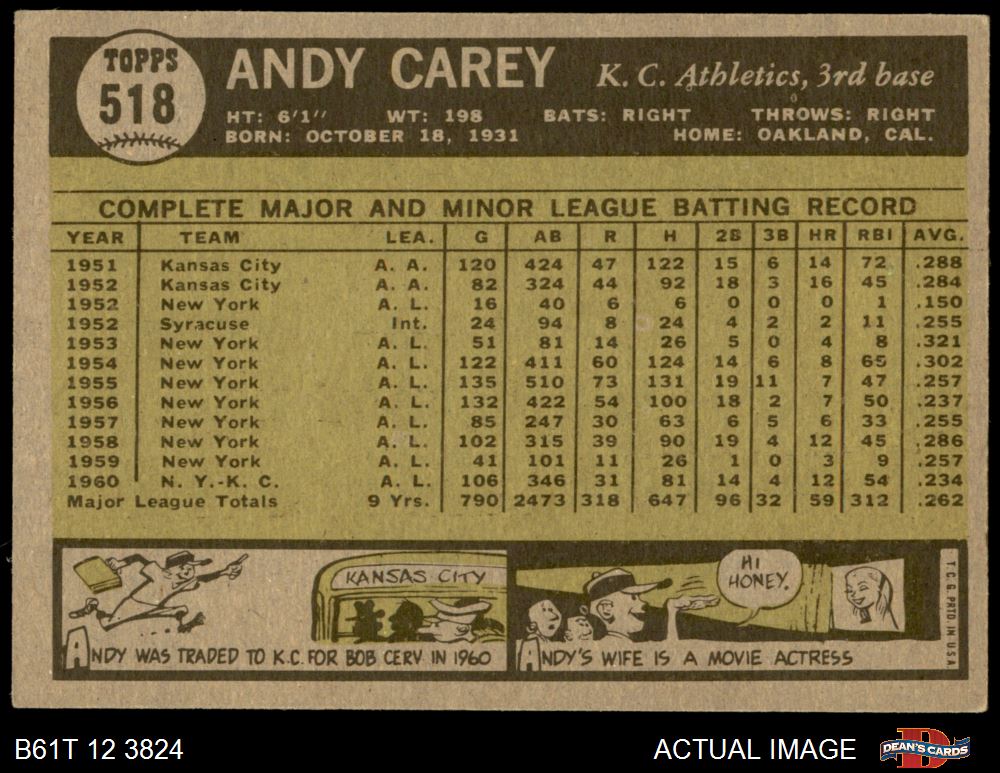 TOPPS
518
ANDY CAREY K. C. Athletics, 3rd base
HT: 6'1" WT: 198 BATS: RIGHT THROWS: RIGHT
BORN: OCTOBER 18, 1931 HOME: OAKLAND, CAL.
COMPLETE MAJOR AND MINOR LEAGUE BATTING RECORD
YEAR TEAM LEA. G AB R H 2B 3B HR RBI AVG.
1951 Kansas City A. A. 120 424 47 122 15 6 14 72 .288
1952 Kansas City A. A. 82 324 44 92 18 3 16 45 .284
1952 New York A. L. 16 40 6 6 0 0 0 1 .150
1952 Syracuse Int. 24 94 8 24 4 2 2 11 .255
1953 New York A. L. 51 81 14 26 5 0 4 8 .321
1954 New York A. L. 122 411 60 124 14 6 8 65 .302
1955 New York A. L. 135 510 73 131 19 11 7 47 .257
1956 New York A. L. 132 422 54 100 18 2 7 50 .237
1957 New York A. L. 85 247 30 63 6 5 6 33 .255
1958 New York A. L. 102 315 39 90 19 4 12 45 .286
1959 New York A. L. 41 101 11 26 1 0 3 9 .257
1960 N. Y.-K. C. A. L. 106 346 31 81 14 4 12 54 .234
Major League Totals 9 Yrs. 790 2473 318 647 96 32 59 312 .262
KANSAS CITY
ANDY WAS TRADED TO K.C. FOR BOB CERV IN 1960
HI
HONEY.
ANDY'S WIFE IS A MOVIE ACTRESS
T. C. G. PRTD. IN U.S.A.
B61T 12 3824 ACTUAL IMAGE
DEAN'S CARDS